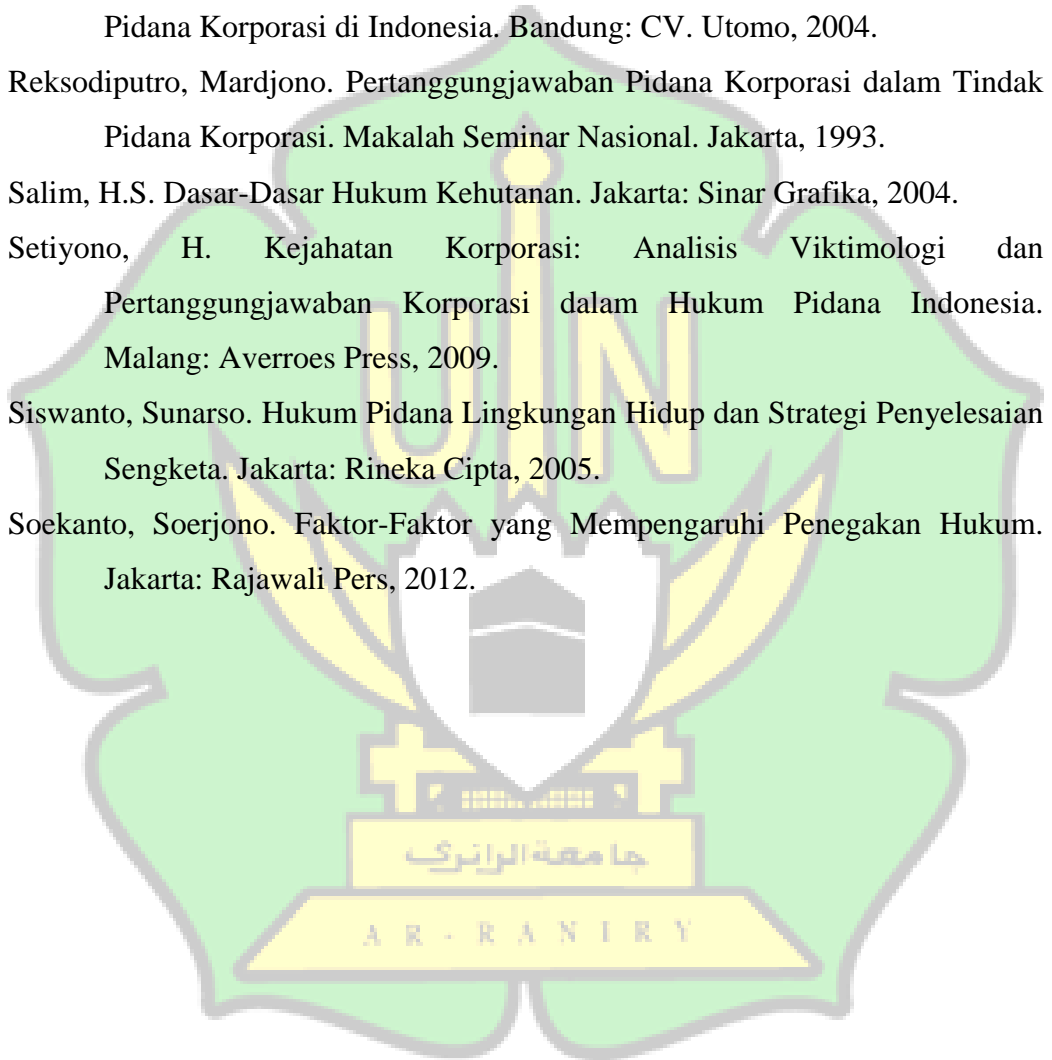 Pidana Korporasi di Indonesia. Bandung: CV. Utomo, 2004.
Reksodiputro, Mardjono. Pertanggungjawaban Pidana Korporasi dalam Tindak
Pidana Korporasi. Makalah Seminar Nasional. Jakarta, 1993.
Salim, H.S. Dasar-Dasar Hukum Kehutanan. Jakarta: Sinar Grafika, 2004.
Setiyono, H. Kejahatan Korporasi: Analisis Viktimologi dan
Pertanggungjawaban Korporasi dalam Hukum Pidana Indonesia.
Malang: Averroes Press, 2009.
Siswanto, Sunarso. Hukum Pidana Lingkungan Hidup dan Strategi Penyelesaian
Sengketa. Jakarta: Rineka Cipta, 2005.
Soekanto, Soerjono. Faktor-Faktor yang Mempengaruhi Penegakan Hukum.
Jakarta: Rajawali Pers, 2012.
UIN
جامعة الرانري
AR-RANIRY